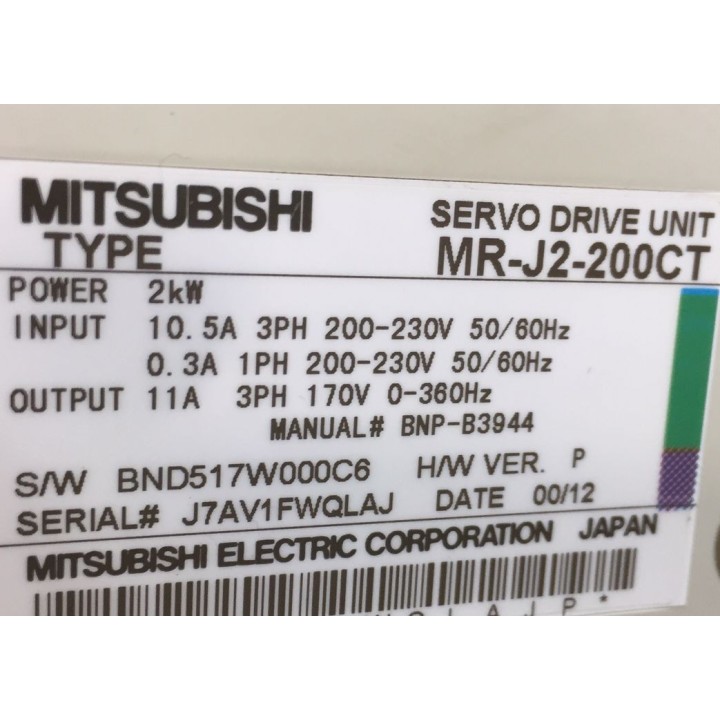 MITSUBISHI SERVO DRIVE UNIT
TYPE MR-J2-200CT
POWER 2kW
INPUT 10.5A 3PH 200-230V 50/60Hz
0.3A 1PH 200-230V 50/60Hz
OUTPUT 11A 3PH 170V 0-360Hz
MANUAL# BNP-B3944
S/W BND517W000C6 H/W VER. P
SERIAL# J7AV1FWQLAJ DATE 00/12
MITSUBISHI ELECTRIC CORPORATION JAPAN